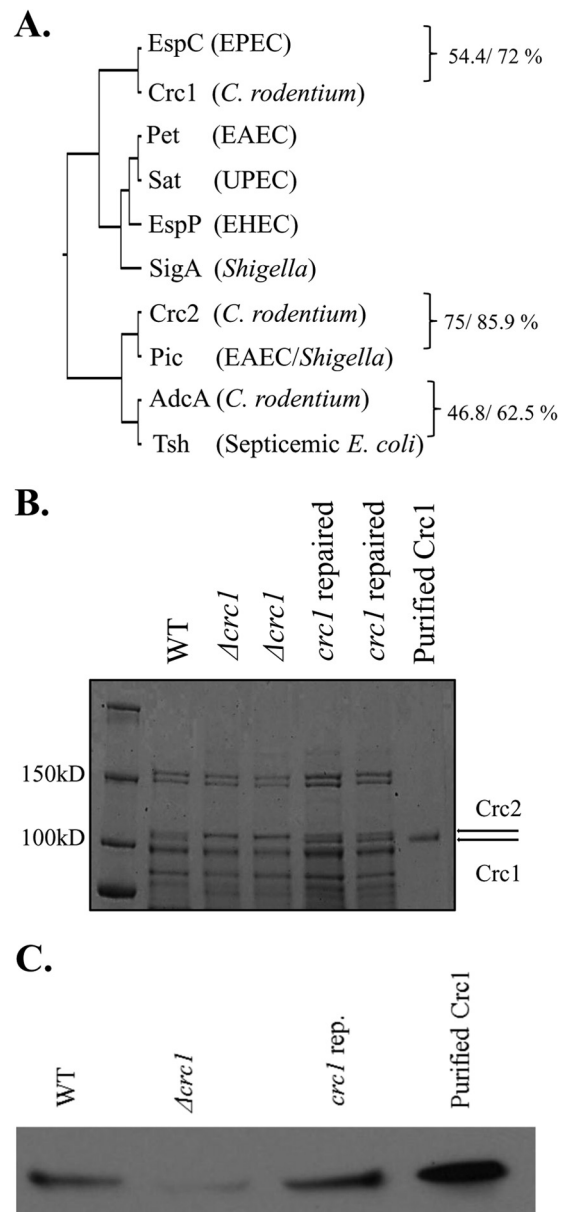 A.
EspC (EPEC)
54.4/ 72 %
Crc1 (C. rodentium)
Pet (EAEC)
Sat (UPEC)
EspP (EHEC)
SigA (Shigella)
Crc2 (C. rodentium)
75/ 85.9 %
Pic (EAEC/Shigella)
AdcA (C. rodentium)
46.8/ 62.5 %
Tsh (Septicemic E. coli)
B.
WT
Δcrc1
Δcrc1
crc1 repaired
crc1 repaired
Purified Crc1
150kD
100kD
Crc2
Crc1
C.
WT
Δcrc1
crc1 rep.
Purified Crc1